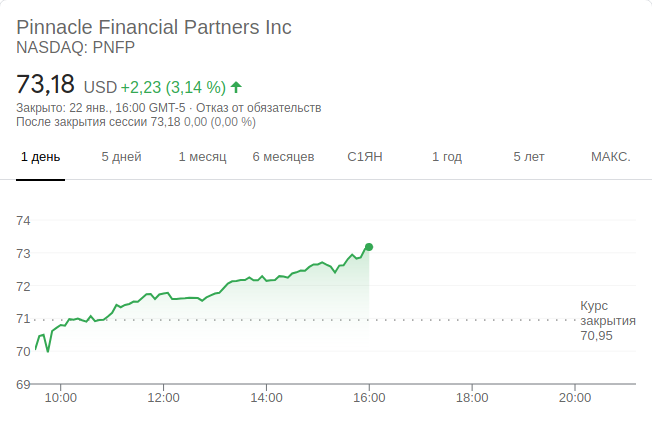 Pinnacle Financial Partners Inc
NASDAQ: PNFP
73,18 USD +2,23 (3,14 %)
Закрыто: 22 янв., 16:00 GMT-5 · Отказ от обязательств
После закрытия сессии 73,18 0,00 (0,00 %)
1 день 5 дней 1 месяц 6 месяцев С1ЯН 1 год 5 лет МАКС.
74
73
72
71
70
69
Курс
закрытия
70,95
10:00 12:00 14:00 16:00 18:00 20:00